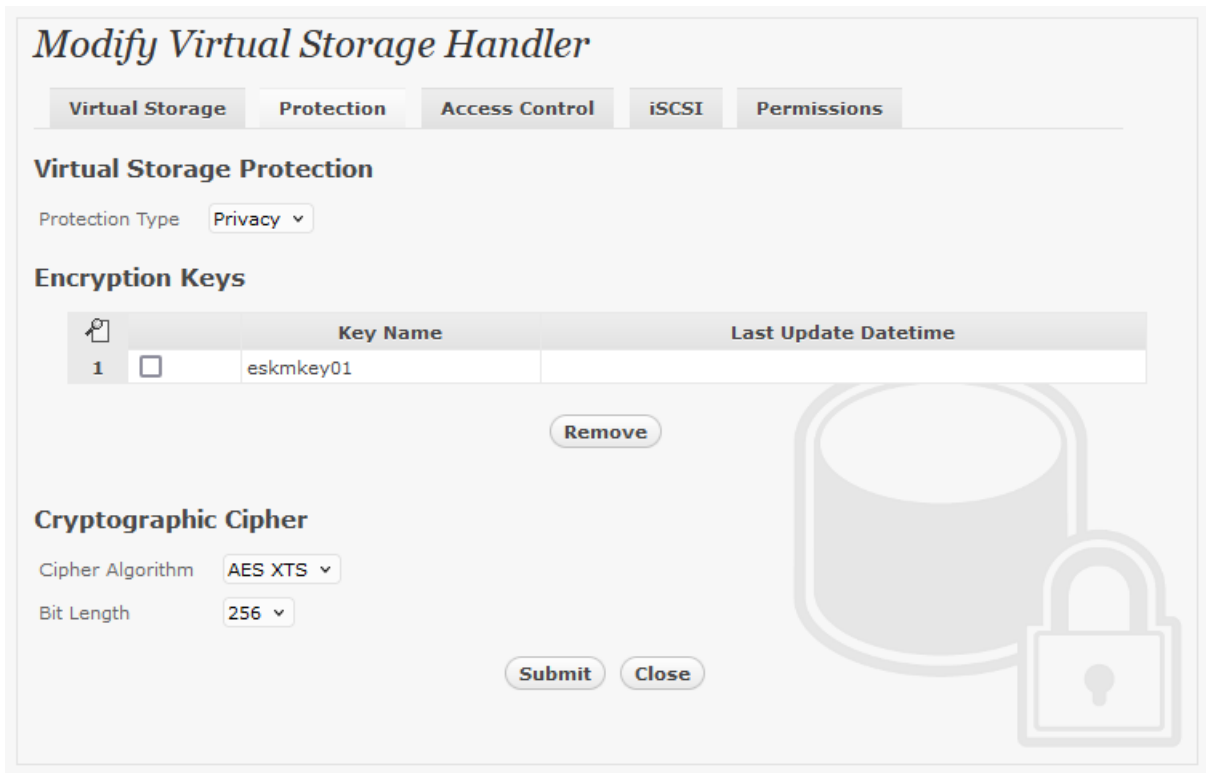 Modify Virtual Storage Handler
Virtual Storage Protection Access Control iSCSI Permissions
Virtual Storage Protection
Protection Type Privacy
Encryption Keys
Key Name Last Update Datetime
1 eskmkey01
Remove
Cryptographic Cipher
Cipher Algorithm AES XTS
Bit Length 256
Submit Close